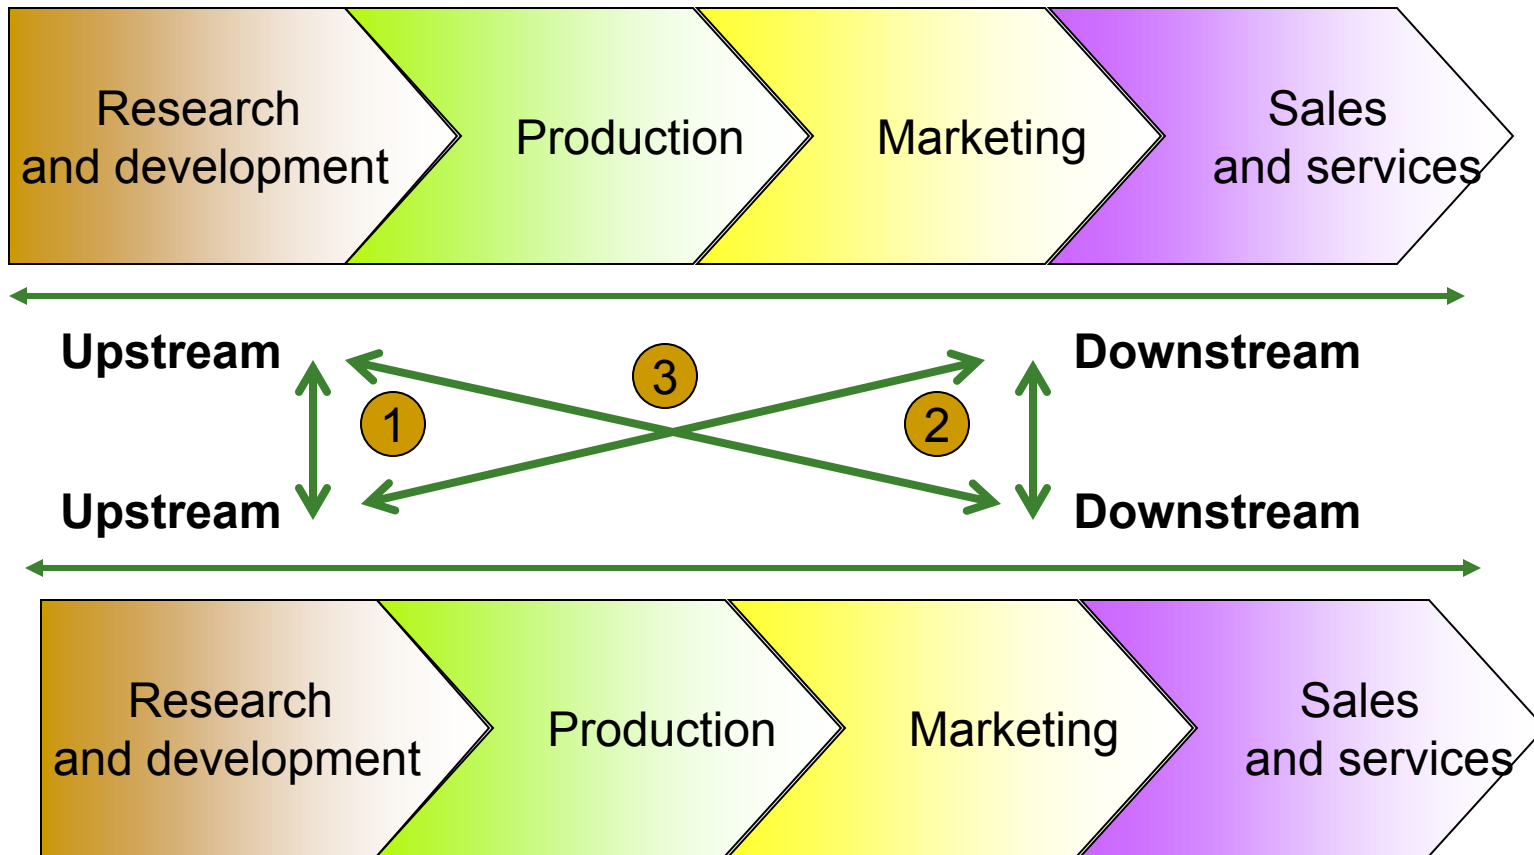 Research
and development
Production
Marketing
Sales
and services
Upstream
Downstream
3
1
2
Upstream
Downstream
Research
and development
Production
Marketing
Sales
and services